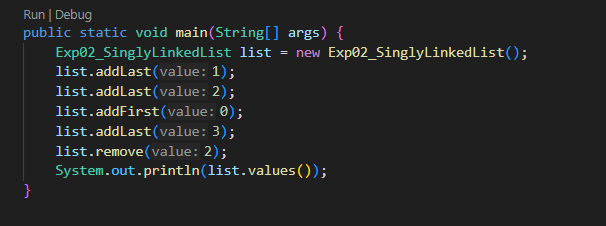 Run | Debug
public static void main(String[] args) {
Exp02_SinglyLinkedList list = new Exp02_SinglyLinkedList();
list.addLast(value: 1);
list.addLast(value: 2);
list.addFirst(value: 0);
list.addLast(value: 3);
list.remove(value: 2);
System.out.println(list.values());
}